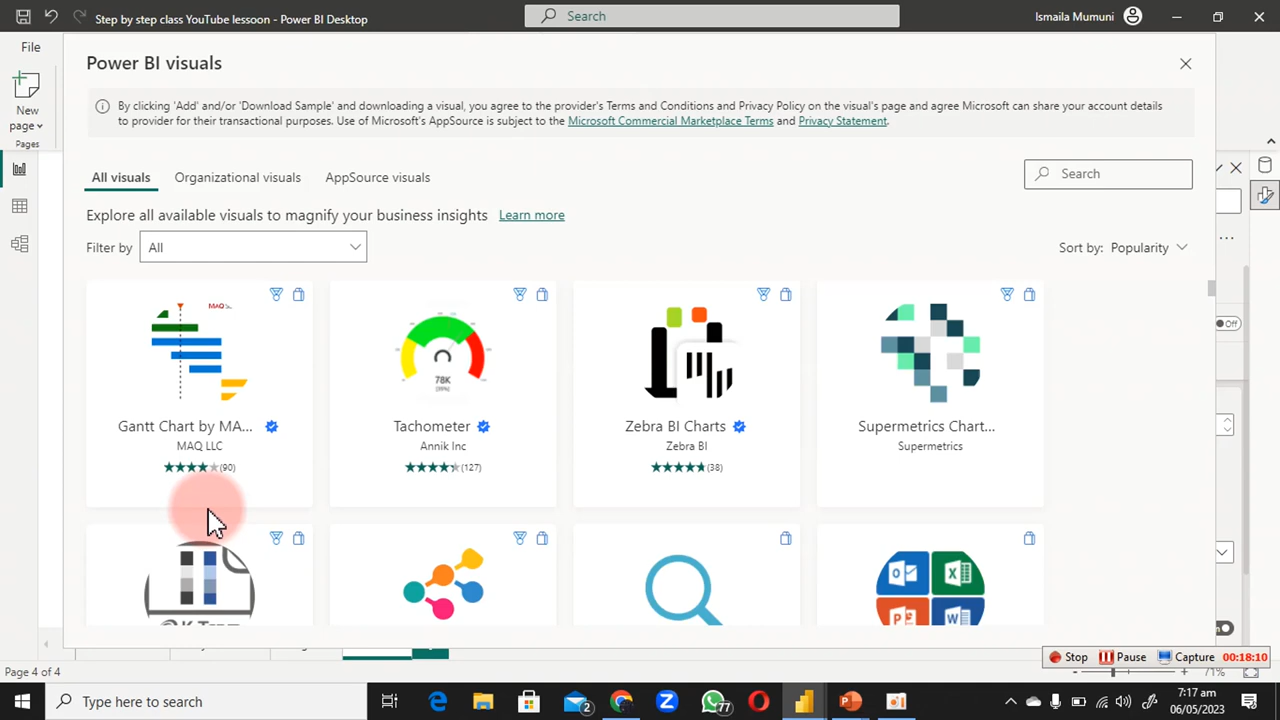 Step by step class YouTube lessoon - Power BI Desktop
Search
Ismaila Mumuni
File
New
page
Pages
Power BI visuals
By clicking 'Add' and/or 'Download Sample' and downloading a visual, you agree to the provider's Terms and Conditions and Privacy Policy on the visual's page and agree Microsoft can share your account details
to provider for their transactional purposes. Use of Microsoft's AppSource is subject to the Microsoft Commercial Marketplace Terms and Privacy Statement.
All visuals
Organizational visuals
AppSource visuals
Search
Explore all available visuals to magnify your business insights Learn more
Filter by
All
Sort by: Popularity
MAQ
78K
Gantt Chart by MA...
MAQ LLC
(90)
Tachometer
Annik Inc
(127)
Zebra BI Charts
Zebra BI
(38)
Supermetrics Chart...
Supermetrics
Off
Page 4 of 4
Stop
Pause
Capture
00:18:10
71%
Type here to search
2
77
7:17 am
06/05/2023